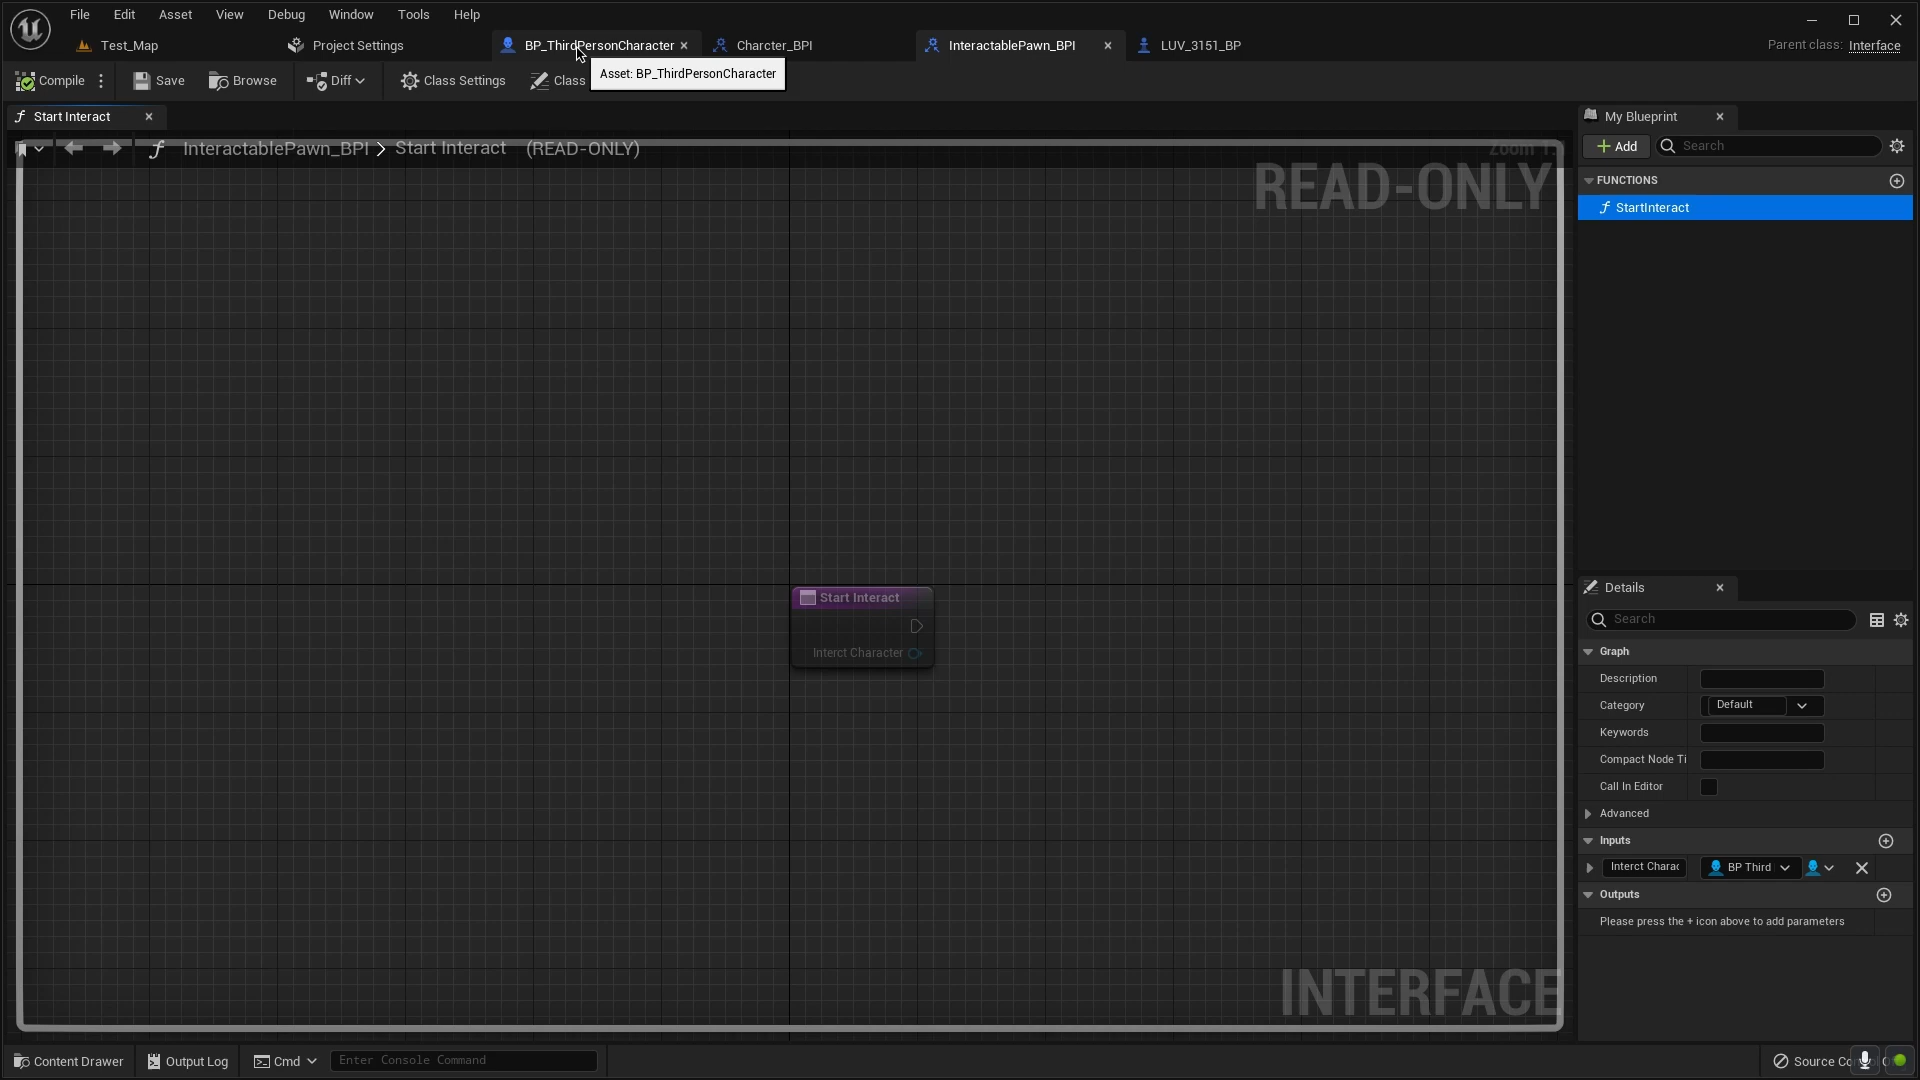 File Edit Asset View Debug Window Tools Help
Test_Map Project Settings BP_ThirdPersonCharacter Charcter_BPI InteractablePawn_BPI LUV_3151_BP Parent class: Interface
Compile Save Browse Diff Class Settings Class
Asset: BP_ThirdPersonCharacter
Start Interact
InteractablePawn_BPI > Start Interact (READ-ONLY)
READ-ONLY
Start Interact
Interct Character
INTERFACE
My Blueprint
Add Search
FUNCTIONS
StartInteract
Details
Search
Graph
Description
Category Default
Keywords
Compact Node Ti
Call In Editor
Advanced
Inputs
Interct Charac BP Third
Outputs
Please press the + icon above to add parameters
Content Drawer Output Log Cmd Enter Console Command Source